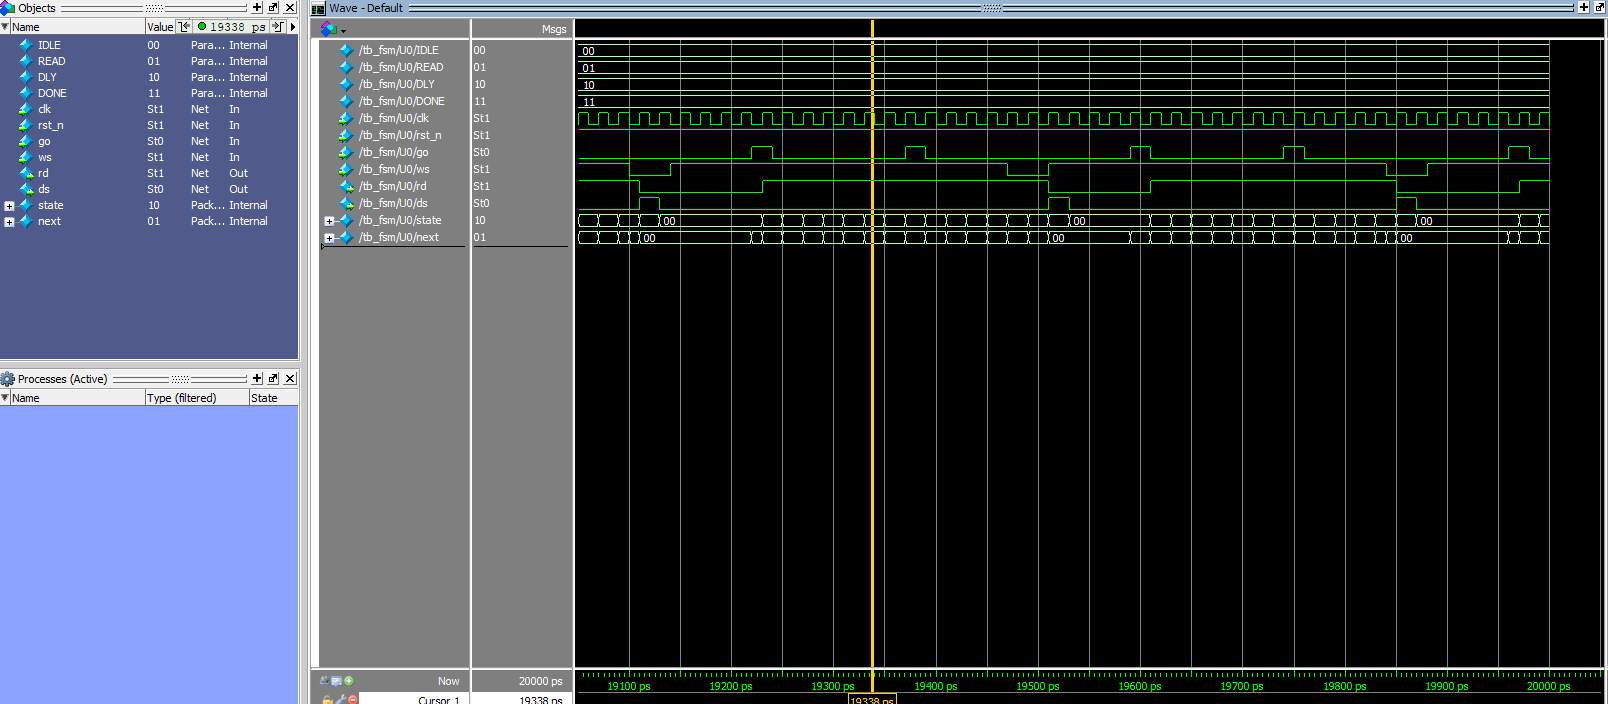 Objects
Name Value 19338 ps
IDLE 00 Para... Internal
READ 01 Para... Internal
DLY 10 Para... Internal
DONE 11 Para... Internal
clk St1 Net In
rst_n St1 Net In
go St0 Net In
ws St1 Net In
rd St1 Net Out
ds St0 Net Out
state 10 Pack... Internal
next 01 Pack... Internal
Processes (Active)
Name Type (filtered) State
Wave - Default
Msgs
/tb_fsm/U0/IDLE 00 00
/tb_fsm/U0/READ 01 01
/tb_fsm/U0/DLY 10 10
/tb_fsm/U0/DONE 11 11
/tb_fsm/U0/clk St1
/tb_fsm/U0/rst_n St1
/tb_fsm/U0/go St0
/tb_fsm/U0/ws St1
/tb_fsm/U0/rd St1
/tb_fsm/U0/ds St0
/tb_fsm/U0/state 10 00 00 00
/tb_fsm/U0/next 01 00 00 00
Now 20000 ps 19100 ps 19200 ps 19300 ps 19400 ps 19500 ps 19600 ps 19700 ps 19800 ps 19900 ps 20000 ps
Cursor 1 19338 ps 19338 ps